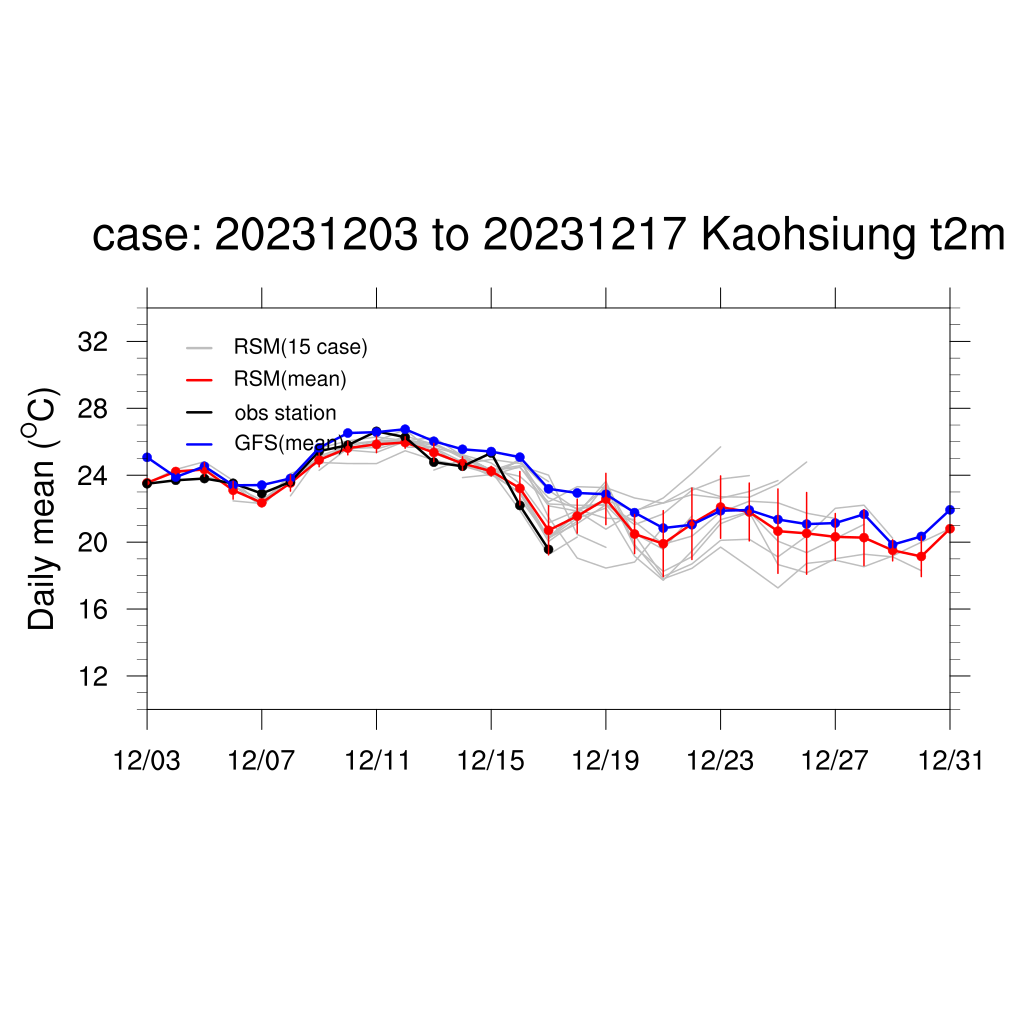 case: 20231203 to 20231217 Kaohsiung t2m
Daily mean (°C)
32
28
24
20
16
12
RSM(15 case)
RSM(mean)
obs station
GFS(mean)
12/03 12/07 12/11 12/15 12/19 12/23 12/27 12/31